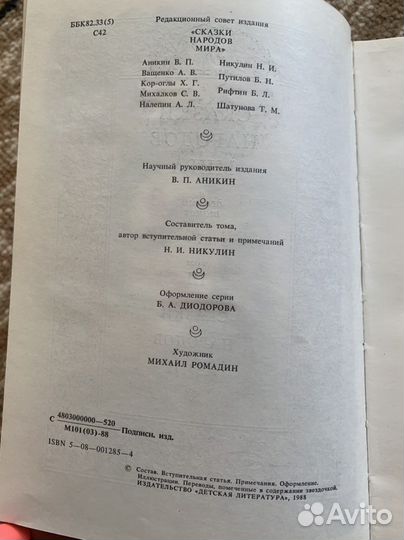 ББК82.33(5)
С42
Редакционный совет издания
«СКАЗКИ
НАРОДОВ
МИРА»
Аникин В. П.
Ващенко А. В.
Кор-оглы Х. Г.
Михалков С. В.
Налепин А. Л.
Никулин Н. И.
Путилов Б. Н.
Рифтин Б. Л.
Шатунова Т. М.
Научный руководитель издания
В. П. АНИКИН
Составитель тома,
автор вступительной статьи и примечаний
Н. И. НИКУЛИН
Оформление серии
Б. А. ДИОДОРОВА
Художник
МИХАИЛ РОМАДИН
С 4803000000—520
М101(03)-88 Подписн. изд.
ISBN 5—08—001285—4
© Состав. Вступительная статья. Примечания. Оформление.
Иллюстрации. Переводы, помеченные в содержании звездочкой.
ИЗДАТЕЛЬСТВО «ДЕТСКАЯ ЛИТЕРАТУРА», 1988
Avito